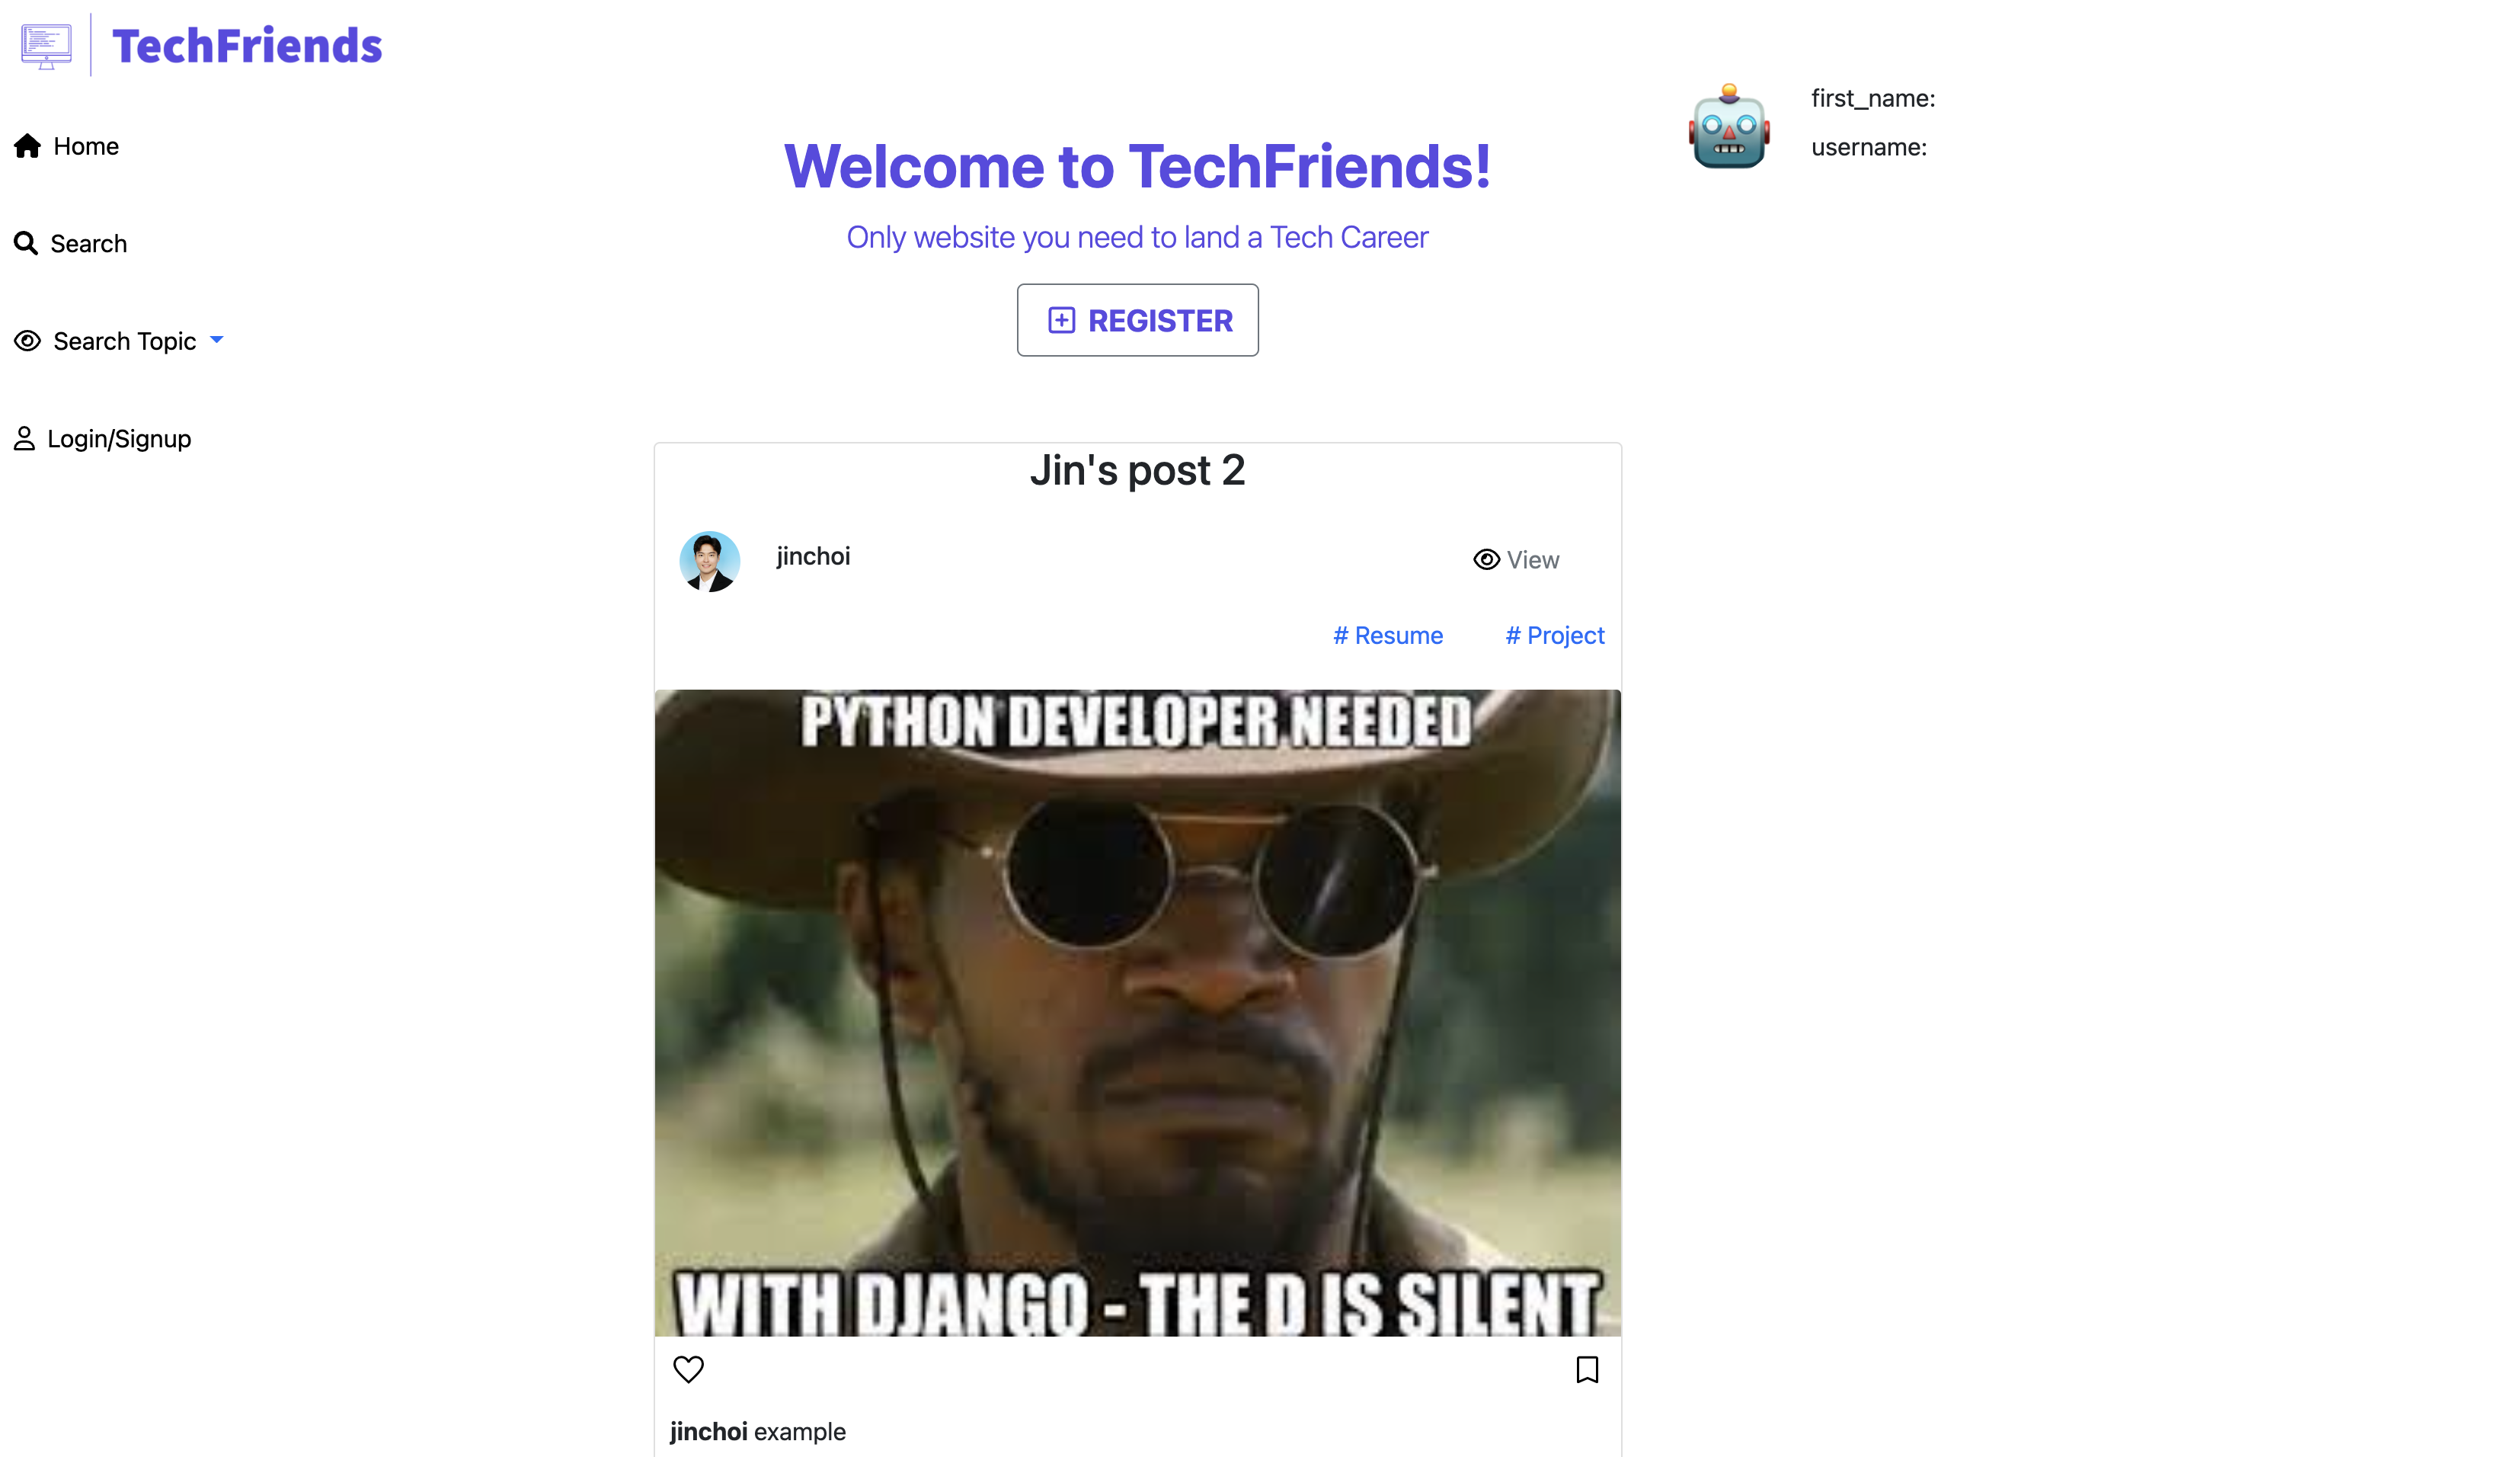 TechFriends
Home
Search
Search Topic
Login/Signup
Welcome to TechFriends!
Only website you need to land a Tech Career
REGISTER
first_name:
username:
Jin's post 2
jinchoi
View
# Resume # Project
PYTHON DEVELOPER NEEDED
WITH DJANGO - THE D IS SILENT
jinchoi example